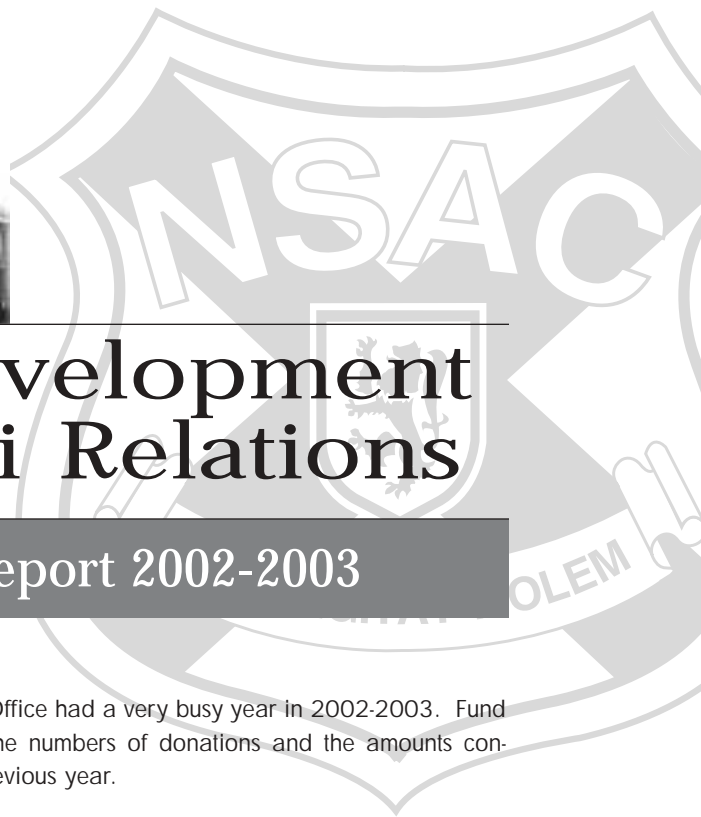 NSAC
velopment
i Relations
eport 2002-2003
OLEM
Office had a very busy year in 2002-2003. Fund
he numbers of donations and the amounts con-
evious year.